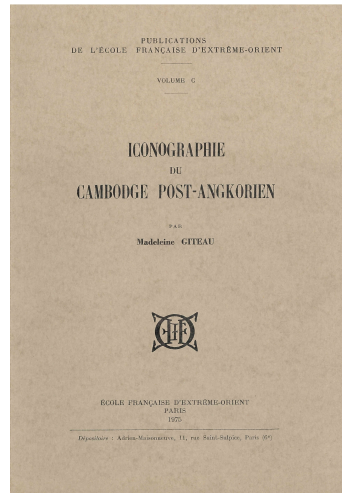 PUBLICATIONS
DE L'ÉCOLE FRANÇAISE D'EXTRÊME-ORIENT
VOLUME C
ICONOGRAPHIE
DU
CAMBODGE POST-ANGKORIEN
PAR
Madeleine GITEAU
ÉCOLE FRANÇAISE D'EXTRÊME-ORIENT
PARIS
1975
Dépositaire : Adrien-Maisonneuve, 11, rue Saint-Sulpice, Paris (6e)